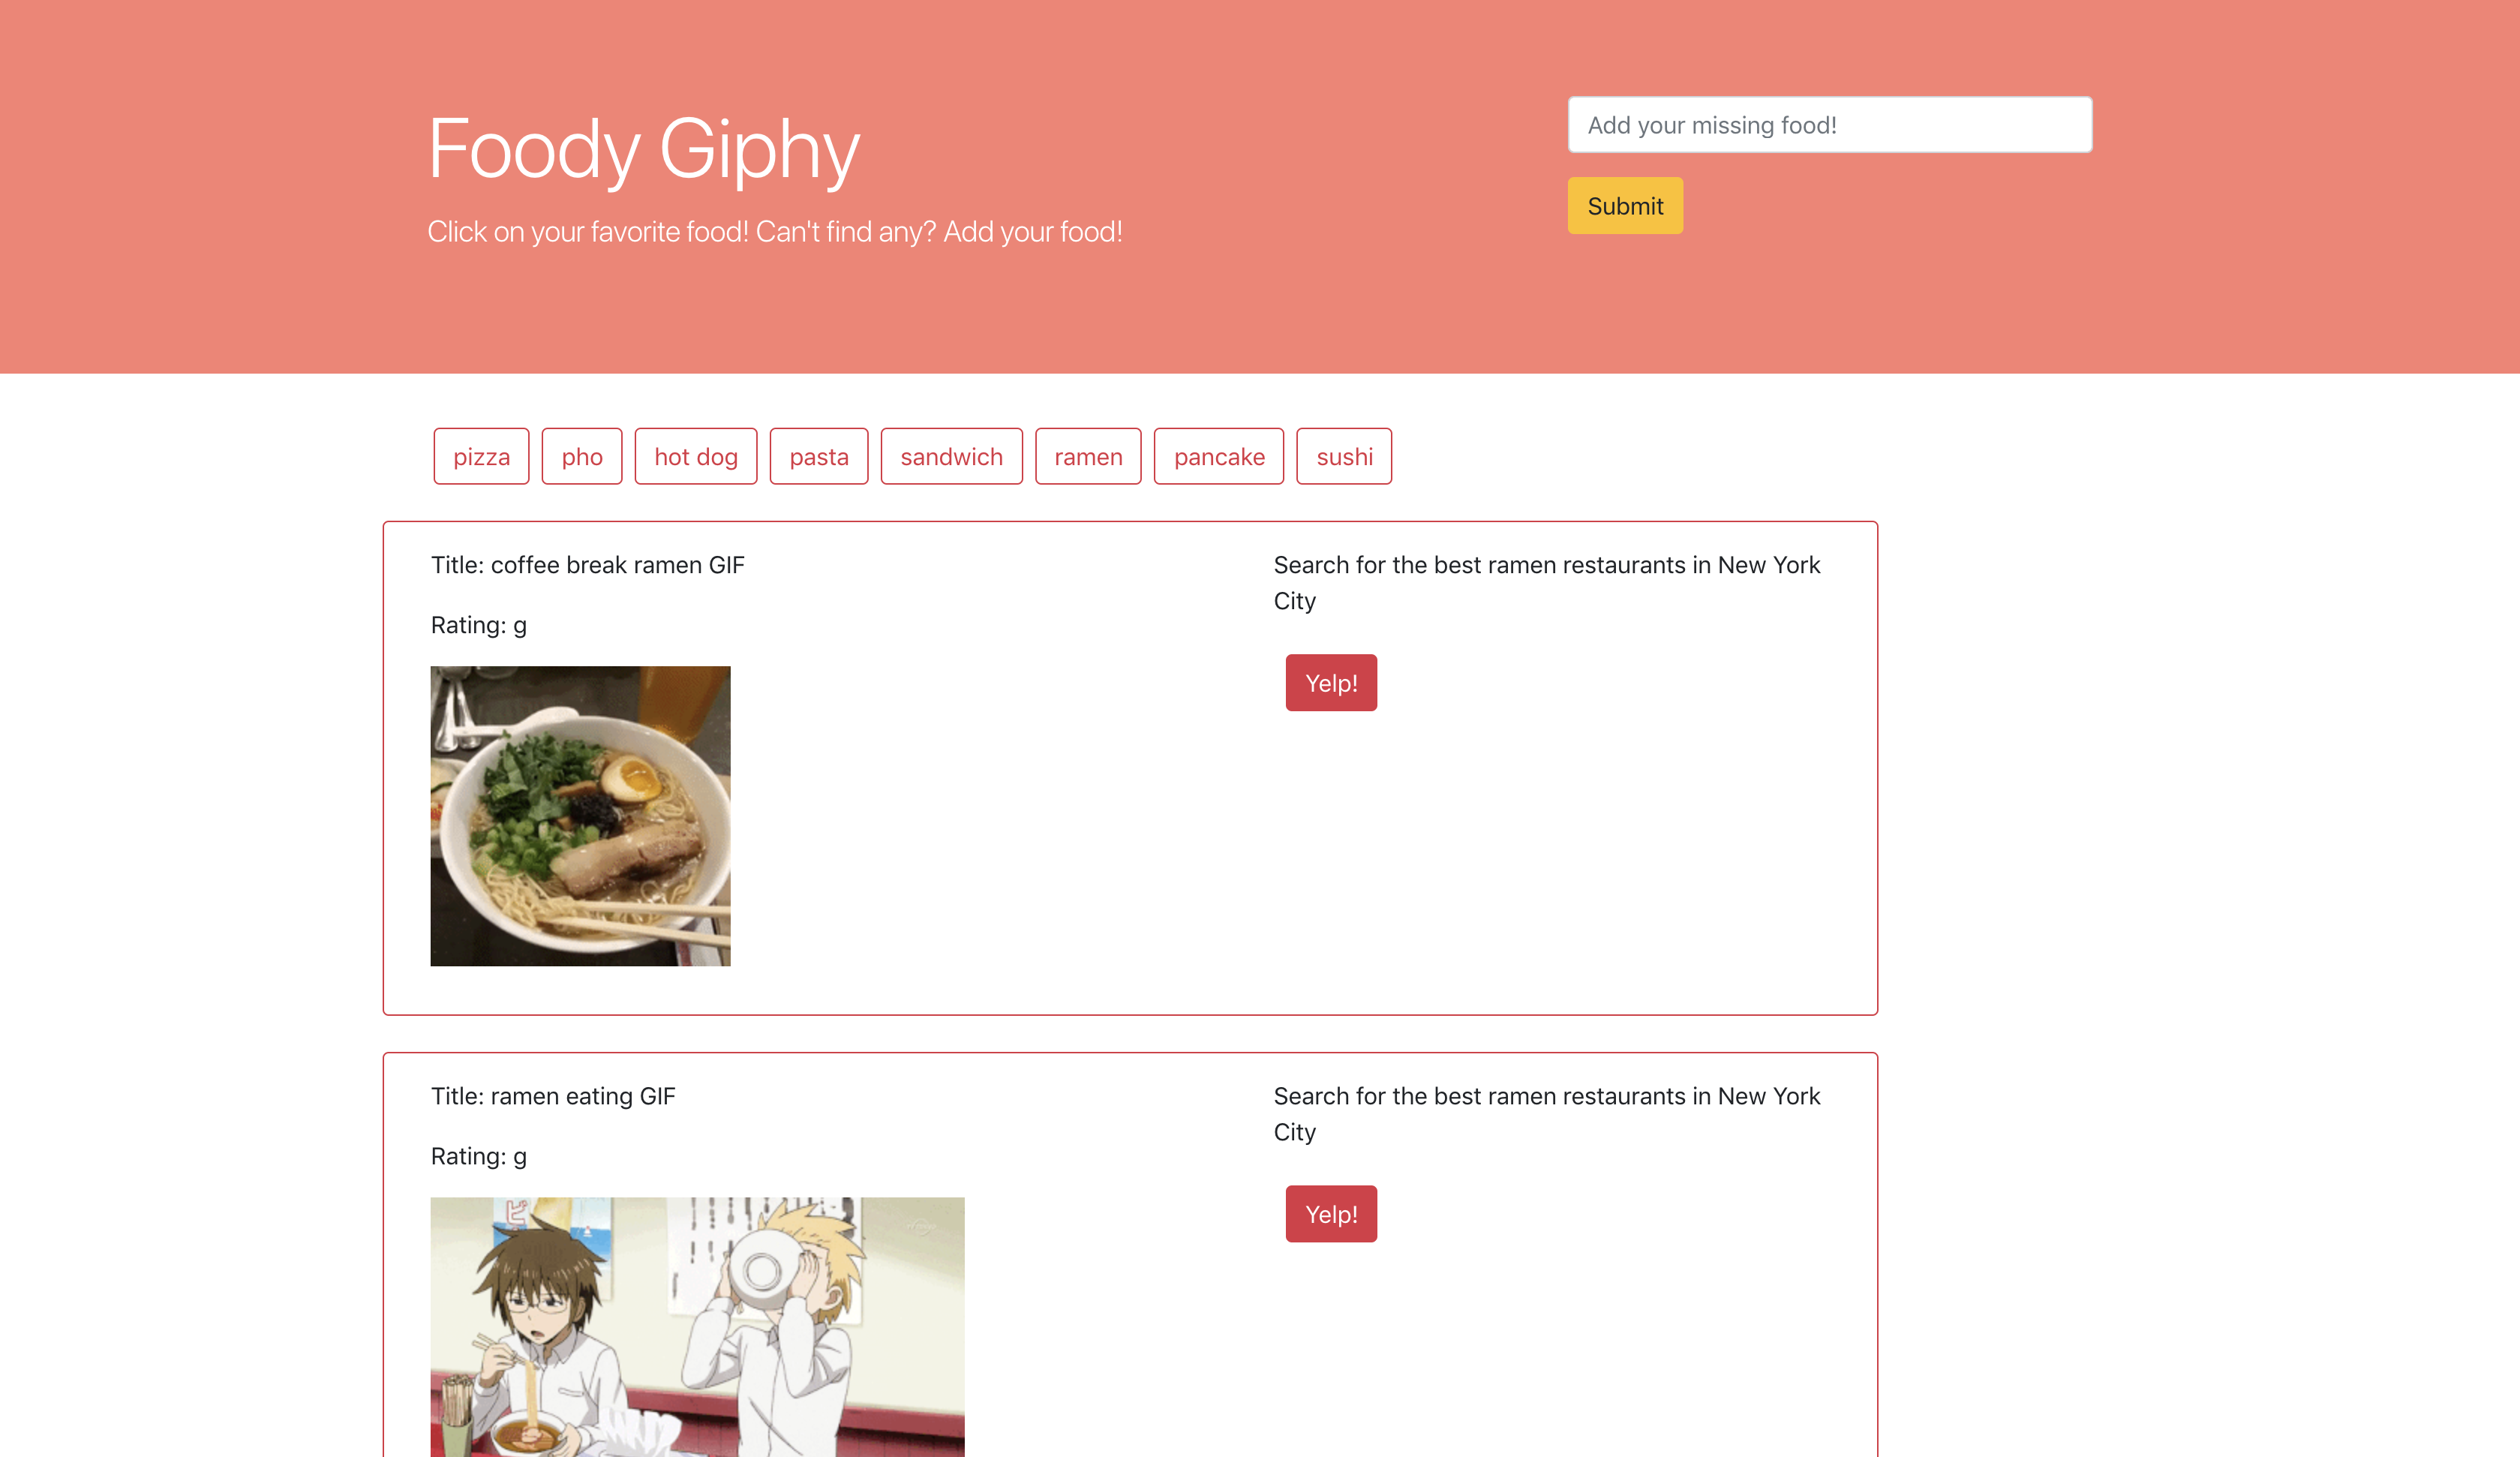 Foody Giphy
Click on your favorite food! Can't find any? Add your food!
Add your missing food!
Submit
pizza
pho
hot dog
pasta
sandwich
ramen
pancake
sushi
Title: coffee break ramen GIF
Rating: g
Search for the best ramen restaurants in New York
City
Yelp!
Title: ramen eating GIF
Rating: g
Search for the best ramen restaurants in New York
City
Yelp!
ビ